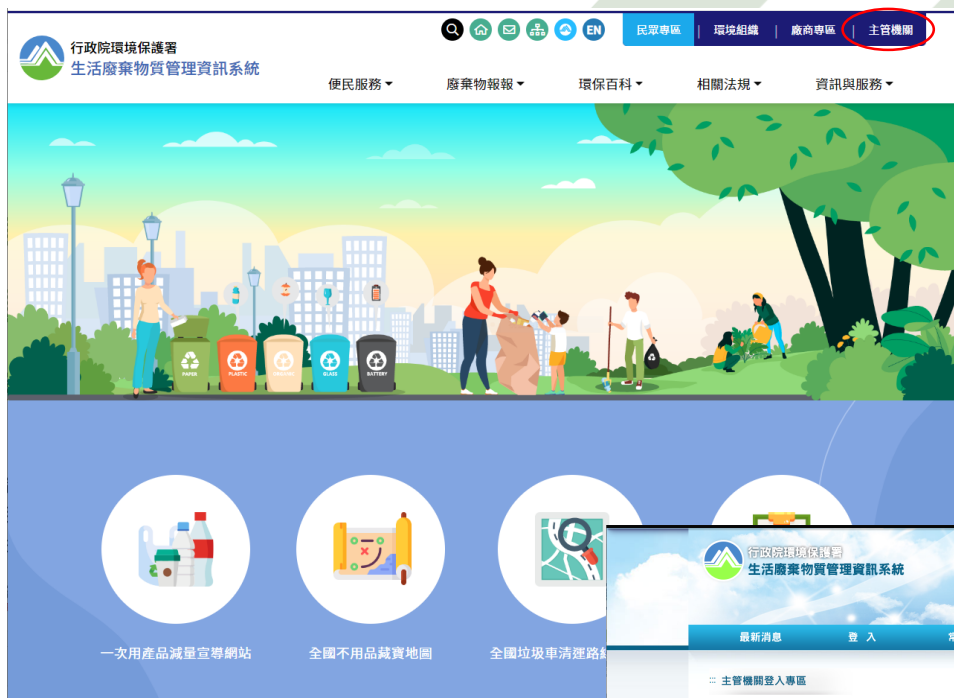 EN
民眾專區 | 環境組織 | 廠商專區 | 主管機關
行政院環境保護署
生活廢棄物質管理資訊系統
便民服務 廢棄物報報 環保百科 相關法規 資訊與服務
PAPER PLASTIC GLASS BATTERY
行政院環境保護署
生活廢棄物質管理資訊系統
最新消息 登 入
一次用產品減量宣導網站 全國不用品藏寶地圖 全國垃圾車清運路
主管機關登入專區